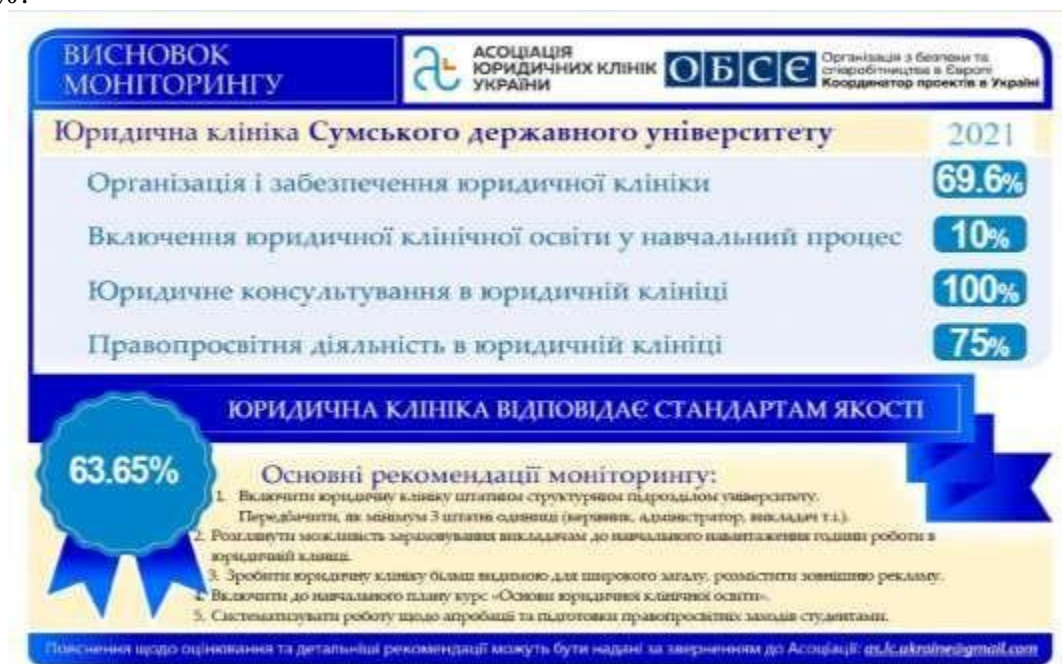 ВИСНОВОК
МОНІТОРИНГУ
АСОЦІАЦІЯ
ЮРИДИЧНИХ КЛІНІК
УКРАЇНИ
ОБСЄ
Організація з безпеки та
співробітництва в Європі
Координатор проектів в Україні
Юридична клініка Сумського державного університету 2021
Організація і забезпечення юридичної клініки 69.6%
Включення юридичної клінічної освіти у навчальний процес 10%
Юридичне консультування в юридичній клініці 100%
Правопросвітня діяльність в юридичній клініці 75%
ЮРИДИЧНА КЛІНІКА ВІДПОВІДАЄ СТАНДАРТАМ ЯКОСТІ
63.65%
Основні рекомендації моніторингу:
1. Включити юридичну клініку штатним структурним підрозділом університету.
Передбачити, як мінімум 3 штатні одиниці (керівник, адміністратор, викладач т.і.).
2. Розглянути можливість зараховування викладачам до навчального навантаження години роботи в
юридичній клініці.
3. Зробити юридичну клініку більш видимою для широкого загалу, розмістити зовнішню рекламу.
4. Включити до навчального плану курс «Основи юридичної клінічної освіти».
5. Систематизувати роботу щодо апробації та підготовки правопросвітніх заходів студентами.
Пояснення щодо оцінювання та детальніші рекомендації можуть бути надані за зверненням до Асоціації: as.lc.ukraine@gmail.com